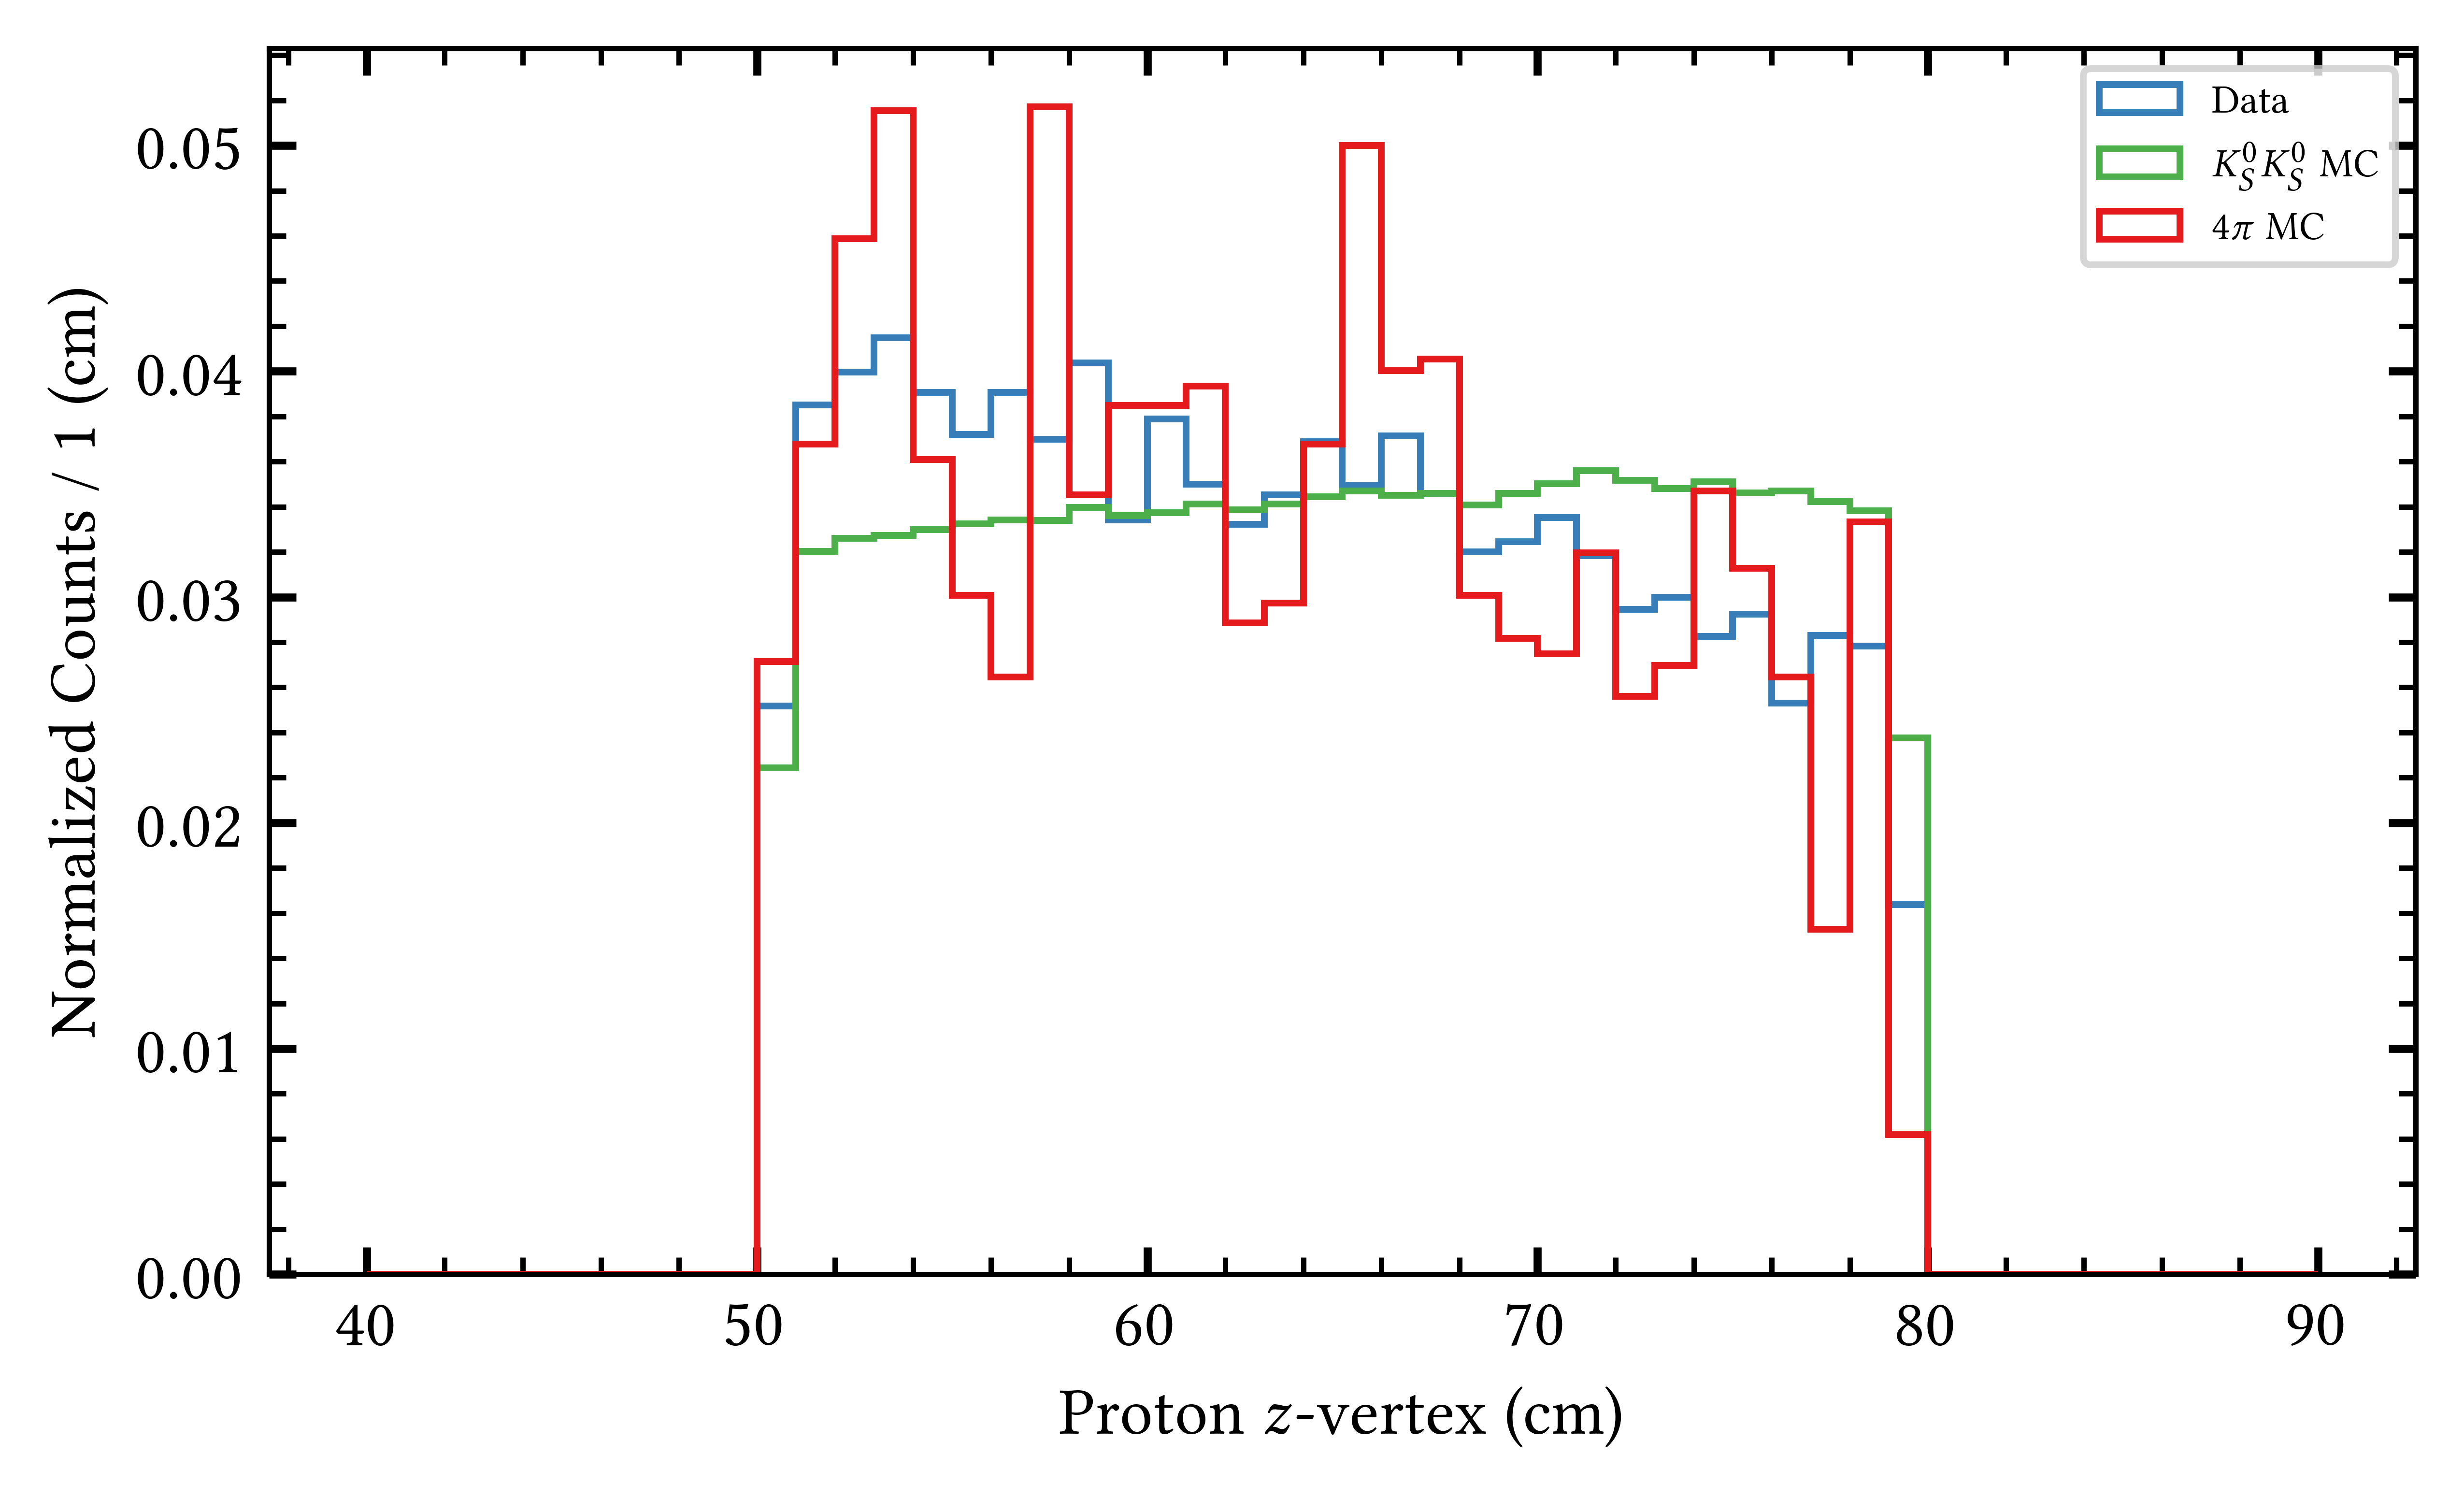 Normalized Counts / 1 (cm)
0.05
0.04
0.03
0.02
0.01
0.00
40 50 60 70 80 90
Proton z-vertex (cm)
Data
$K_S^0 K_S^0$ MC
4π MC